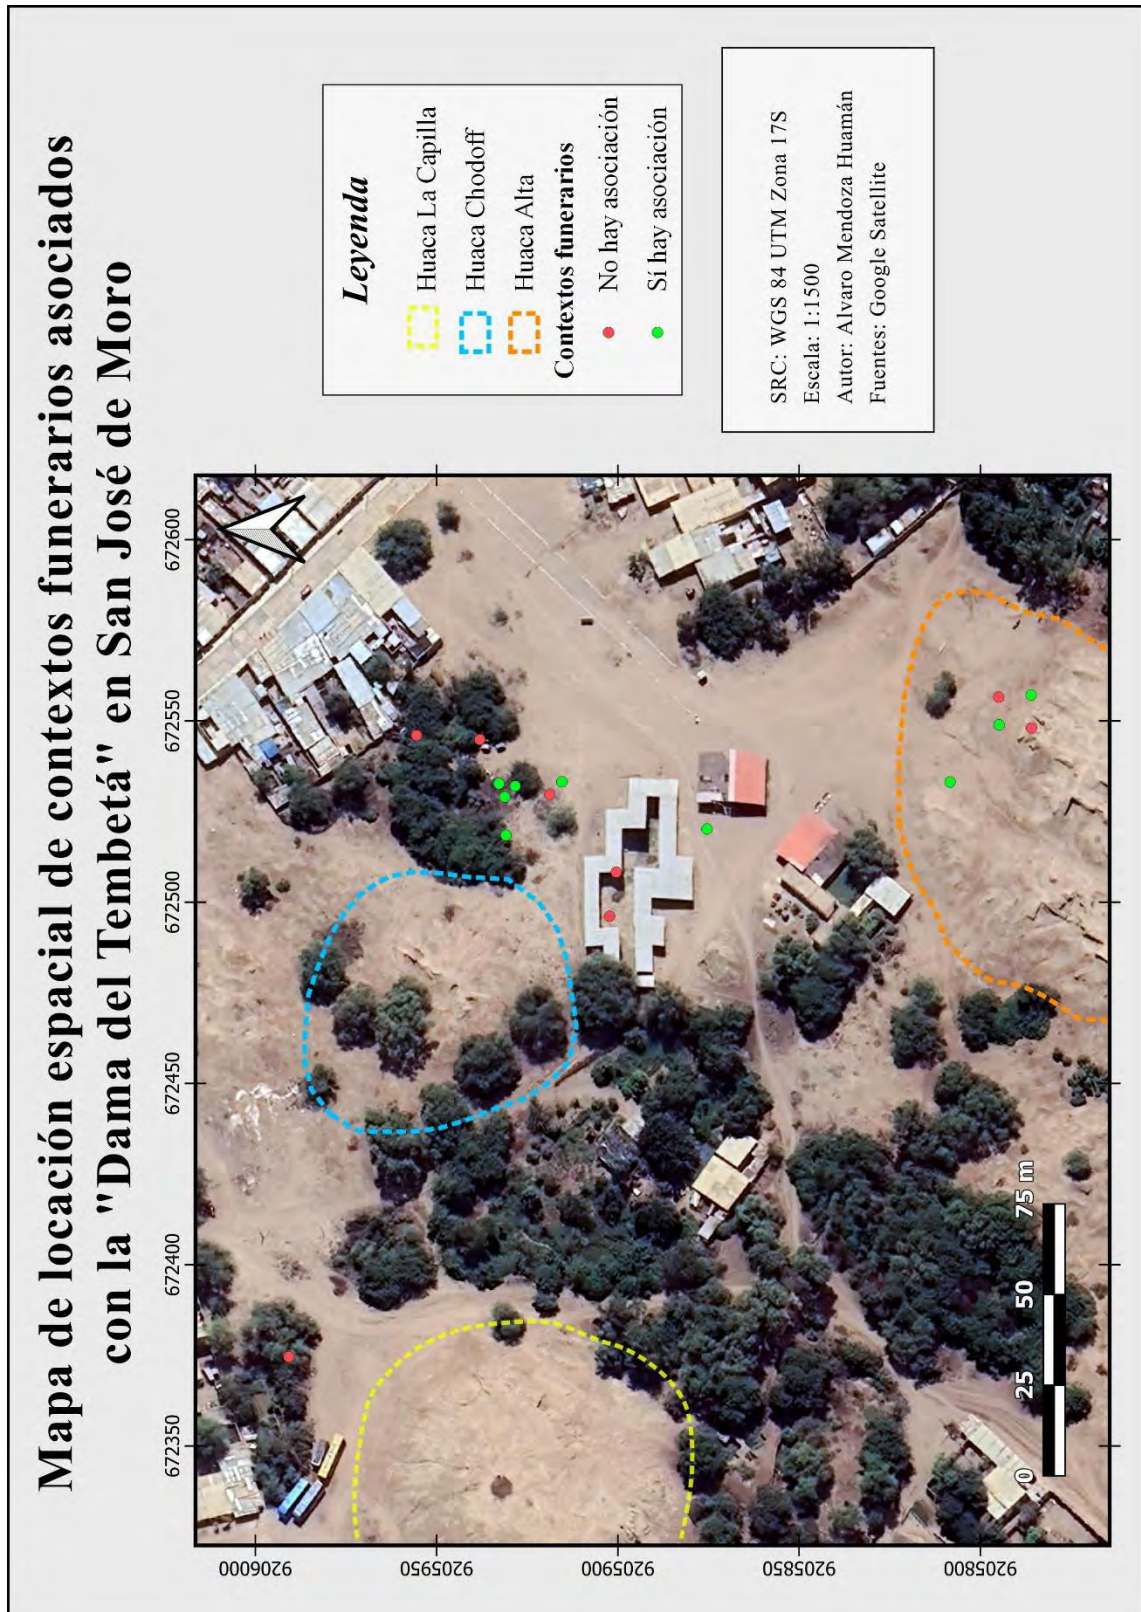 Mapa de locación espacial de contextos funerarios asociados
con la "Dama del Tembetá" en San José de Moro
672350
672400
672450
672500
672550
672600
9206000
9205950
9205900
9205850
9205800
0
25
50
75 m
Leyenda
Huaca La Capilla
Huaca Chodoff
Huaca Alta
Contextos funerarios
No hay asociación
Sí hay asociación
SRC: WGS 84 UTM Zona 17S
Escala: 1:1500
Autor: Alvaro Mendoza Huamán
Fuentes: Google Satellite